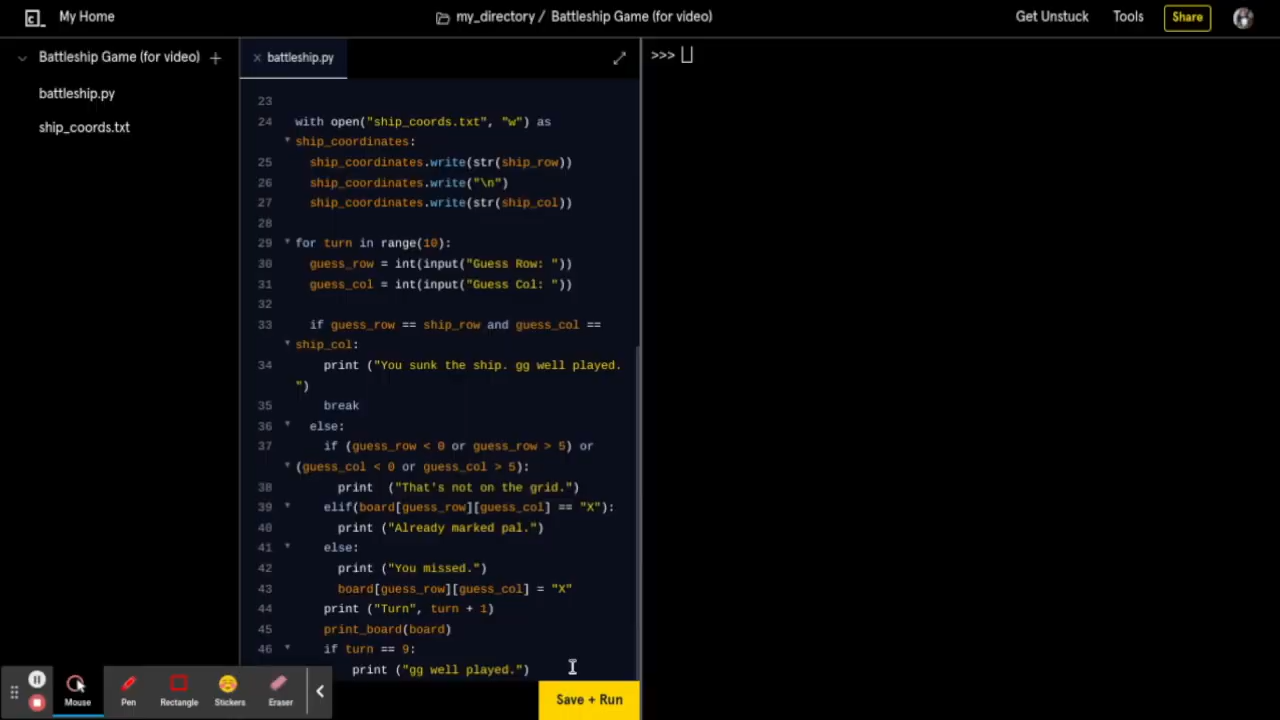 My Home
my_directory / Battleship Game (for video)
Get Unstuck
Tools
Share
Battleship Game (for video) +
battleship.py
ship_coords.txt
× battleship.py
23
24 with open("ship_coords.txt", "w") as
ship_coordinates:
25 ship_coordinates.write(str(ship_row))
26 ship_coordinates.write("\n")
27 ship_coordinates.write(str(ship_col))
28
29 for turn in range(10):
30 guess_row = int(input("Guess Row: "))
31 guess_col = int(input("Guess Col: "))
32
33 if guess_row == ship_row and guess_col ==
ship_col:
34 print ("You sunk the ship. gg well played.
")
35 break
36 else:
37 if (guess_row < 0 or guess_row > 5) or
(guess_col < 0 or guess_col > 5):
38 print  ("That's not on the grid.")
39 elif(board[guess_row][guess_col] == "X"):
40 print ("Already marked pal.")
41 else:
42 print ("You missed.")
43 board[guess_row][guess_col] = "X"
44 print ("Turn", turn + 1)
45 print_board(board)
46 if turn == 9:
print ("gg well played.")
>>>
Save + Run
Mouse
Pen
Rectangle
Stickers
Eraser